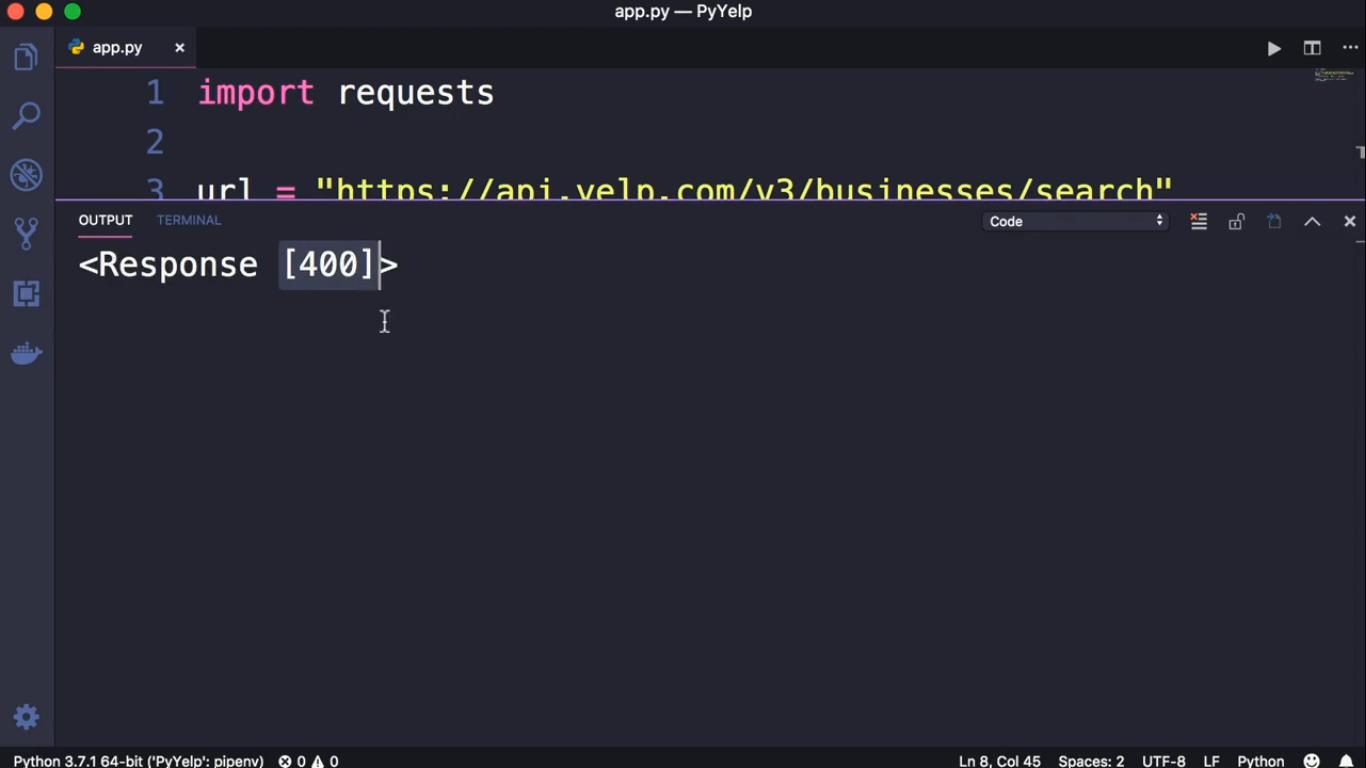 app.py — PyYelp
app.py
1 import requests
2
3 url = "https://api.yelp.com/v3/businesses/search"
OUTPUT TERMINAL Code
<Response [400]>
Python 3.7.1 64-bit ('PyYelp': pipenv) 0 0 Ln 8, Col 45 Spaces: 2 UTF-8 LF Python